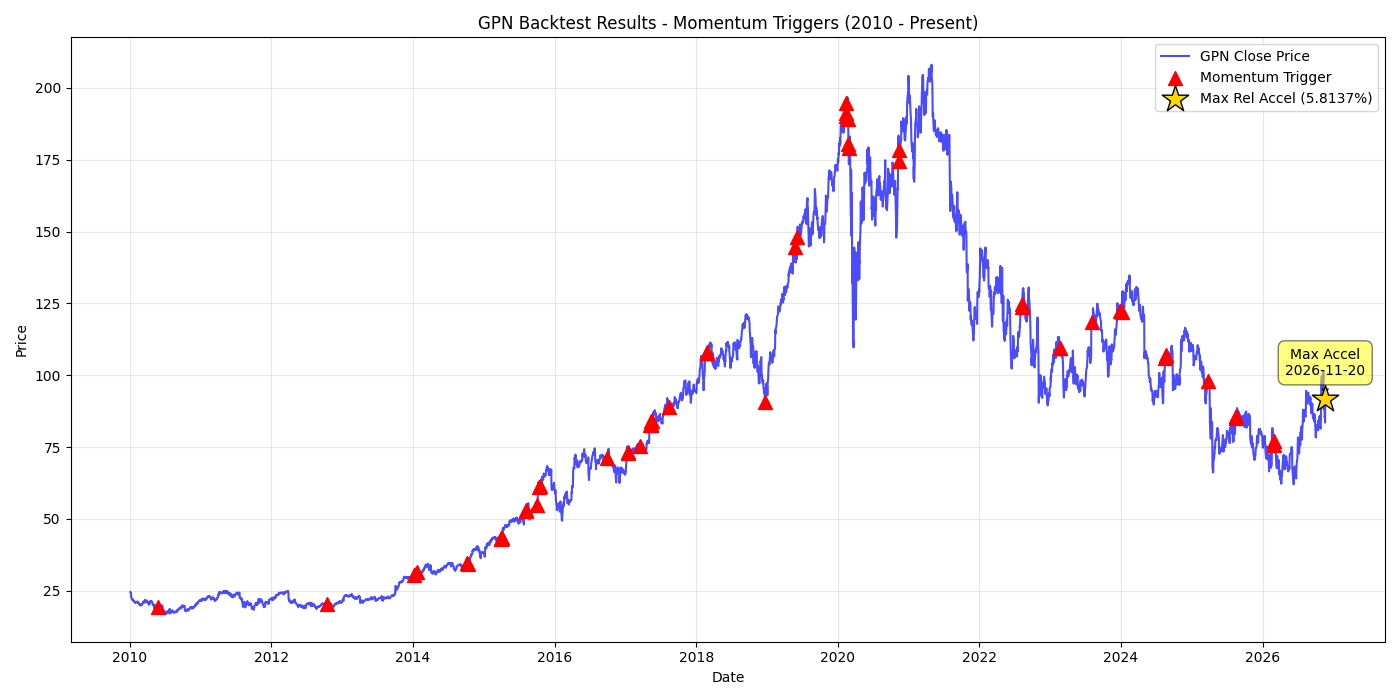 GPN Backtest Results - Momentum Triggers (2010 - Present)
GPN Close Price
Momentum Trigger
Max Rel Accel (5.8137%)
200
175
150
125
100
75
50
25
Price
Max Accel
2026-11-20
2010
2012
2014
2016
2018
2020
2022
2024
2026
Date